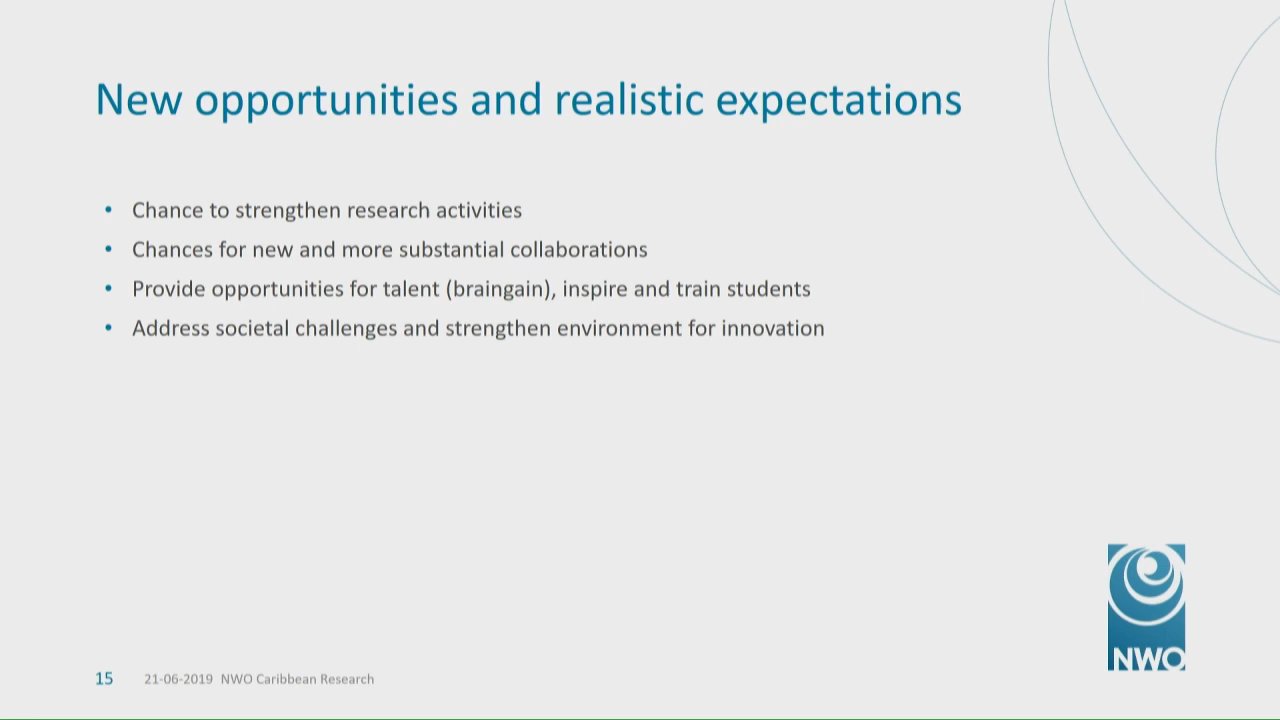 New opportunities and realistic expectations
• Chance to strengthen research activities
• Chances for new and more substantial collaborations
• Provide opportunities for talent (braingain), inspire and train students
• Address societal challenges and strengthen environment for innovation
NWO
15 21-06-2019 NWO Caribbean Research